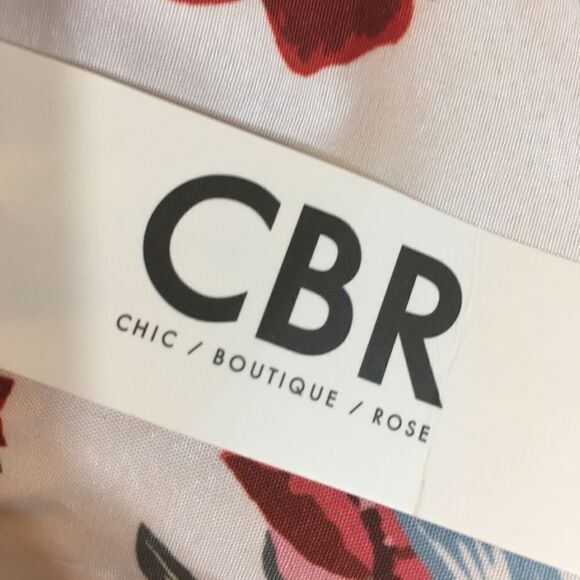 CBR
CHIC / BOUTIQUE / ROSE